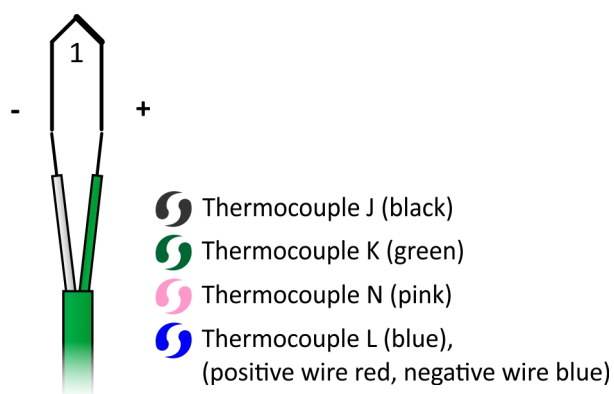 1
- +
Thermocouple J (black)
Thermocouple K (green)
Thermocouple N (pink)
Thermocouple L (blue),
(positive wire red, negative wire blue)